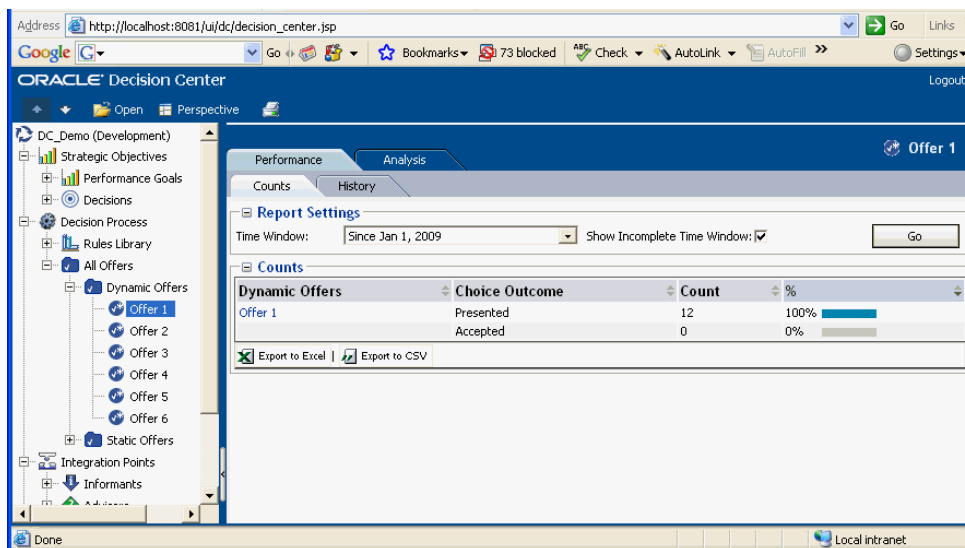 Address http://localhost:8081/ui/dc/decision_center.jsp Go Links
Google G Go Bookmarks 73 blocked ABC Check AutoLink AutoFill >> Settings
ORACLE Decision Center Logout
Open Perspective
DC_Demo (Development)
Strategic Objectives
Performance Goals
Decisions
Decision Process
Rules Library
All Offers
Dynamic Offers
Offer 1
Offer 2
Offer 3
Offer 4
Offer 5
Offer 6
Static Offers
Integration Points
Informants
Offer 1
Performance Analysis
Counts History
Report Settings
Time Window: Since Jan 1, 2009 Show Incomplete Time Window: Go
Counts
Dynamic Offers Choice Outcome Count %
Offer 1 Presented 12 100%
Accepted 0 0%
Export to Excel | Export to CSV
Done Local intranet